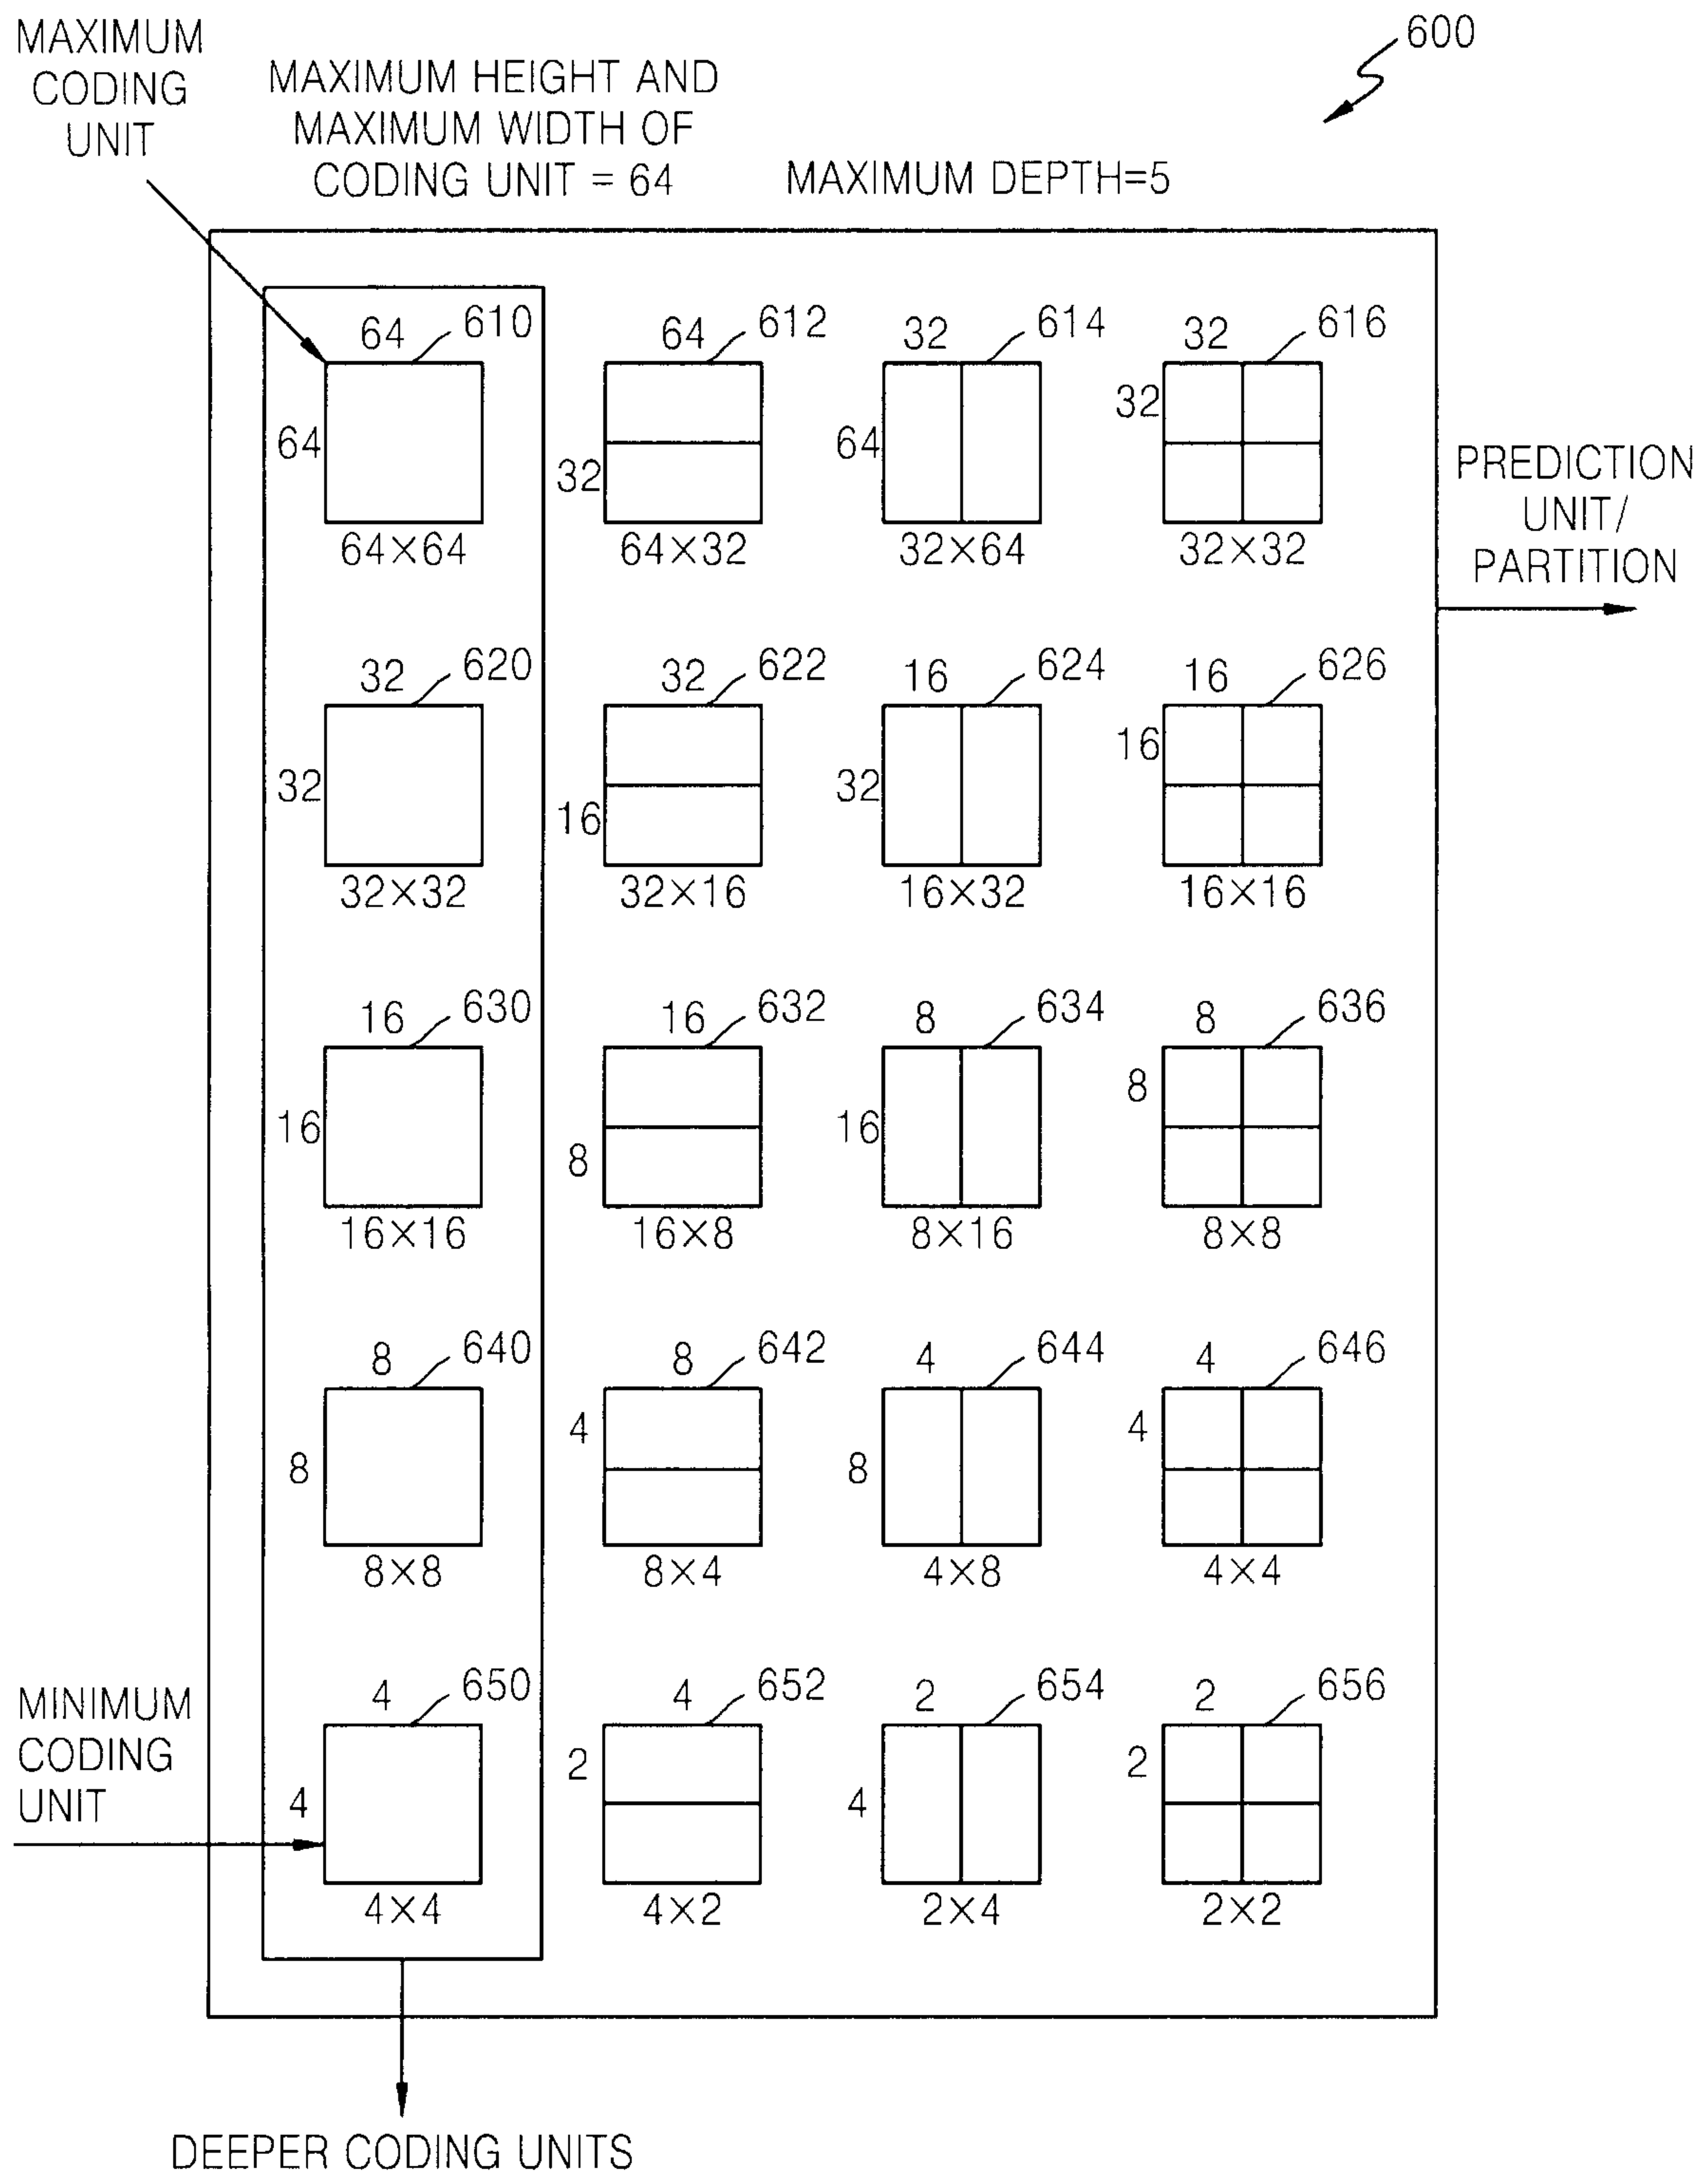 600
MAXIMUM
CODING
UNIT
MAXIMUM HEIGHT AND
MAXIMUM WIDTH OF
CODING UNIT = 64
MAXIMUM DEPTH=5
64 610 64 612 32 614 32 616
64 32 64 32
64×64 64×32 32×64 32×32
PREDICTION
UNIT/
PARTITION
32 620 32 622 16 624 16 626
32 16 32 16
32×32 32×16 16×32 16×16
16 630 16 632 8 634 8 636
16 8 16 8
16×16 16×8 8×16 8×8
8 640 8 642 4 644 4 646
8 4 8 4
8×8 8×4 4×8 4×4
MINIMUM
CODING
UNIT
4 650 4 652 2 654 2 656
4 2 4 2
4×4 4×2 2×4 2×2
DEEPER CODING UNITS